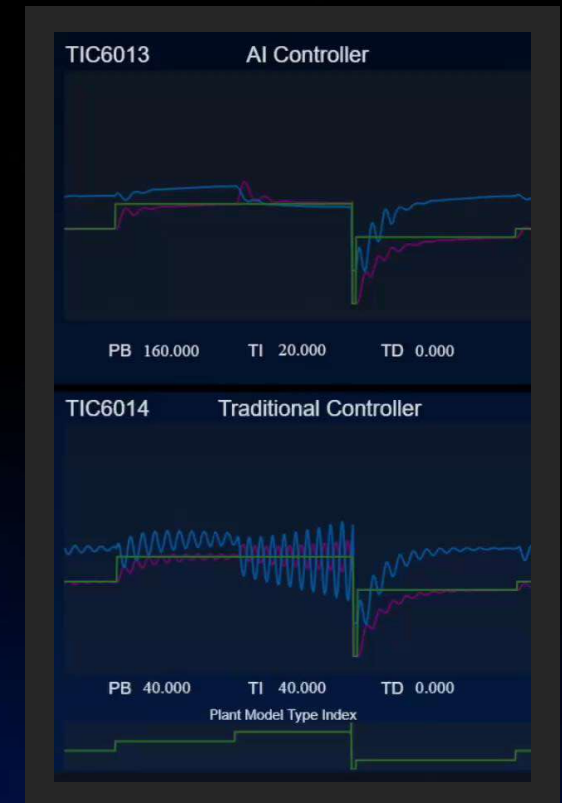 TIC6013 AI Controller
PB 160.000 TI 20.000 TD 0.000
TIC6014 Traditional Controller
PB 40.000 TI 40.000 TD 0.000
Plant Model Type Index